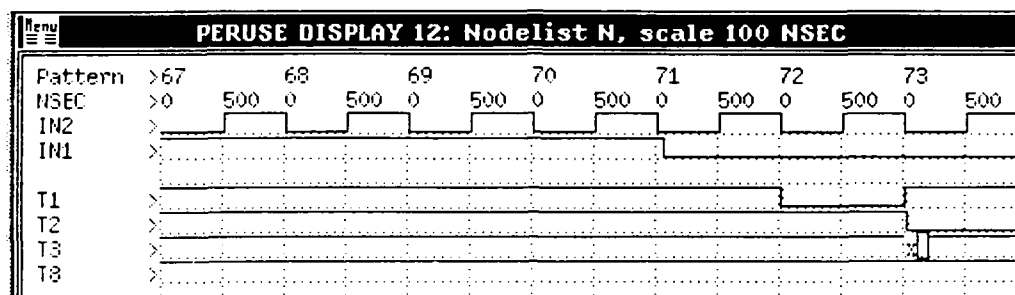 Menu
PERUSE DISPLAY 12: Nodelist N, scale 100 NSEC
Pattern >67 68 69 70 71 72 73
NSEC >0 500 0 500 0 500 0 500 0 500 0 500 0 500
IN2 >
IN1 >
T1 >
T2 >
T3 >
T8 >